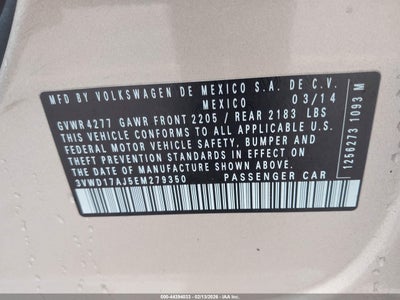 MFD BY VOLKSWAGEN DE MEXICO S.A. DE C.V.
MEXICO 03/14
GVWR 4277 GAWR FRONT 2205 / REAR 2183 LBS
THIS VEHICLE CONFORMS TO ALL APPLICABLE U.S.
FEDERAL MOTOR VEHICLE SAFETY, BUMPER AND
THEFT PREVENTION STANDARDS IN EFFECT ON
THE DATE OF MANUFACTURE SHOWN ABOVE.
3VWD17AJ5EM279350 PASSENGER CAR
1256273 1093 M
500-44394033 - 02/13/2026 - IAA Inc.